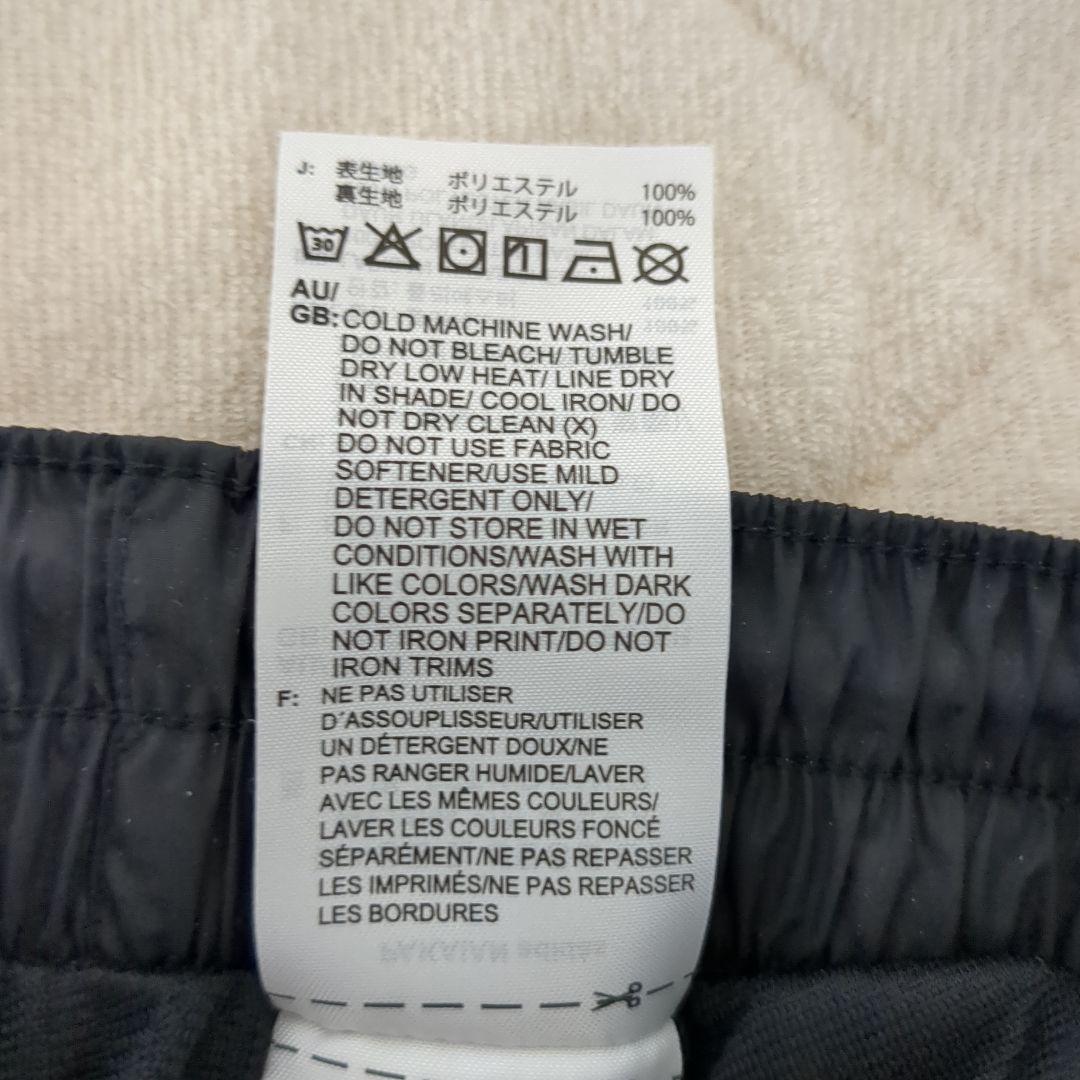 J: 表生地 ポリエステル 100%
裏生地 ポリエステル 100%
30
AU/
GB: COLD MACHINE WASH/
DO NOT BLEACH/ TUMBLE
DRY LOW HEAT/ LINE DRY
IN SHADE/ COOL IRON/ DO
NOT DRY CLEAN (X)
DO NOT USE FABRIC
SOFTENER/USE MILD
DETERGENT ONLY/
DO NOT STORE IN WET
CONDITIONS/WASH WITH
LIKE COLORS/WASH DARK
COLORS SEPARATELY/DO
NOT IRON PRINT/DO NOT
IRON TRIMS
F: NE PAS UTILISER
D´ASSOUPLISSEUR/UTILISER
UN DÉTERGENT DOUX/NE
PAS RANGER HUMIDE/LAVER
AVEC LES MÊMES COULEURS/
LAVER LES COULEURS FONCÉ
SÉPARÉMENT/NE PAS REPASSER
LES IMPRIMÉS/NE PAS REPASSER
LES BORDURES
PAKAIAN adidas